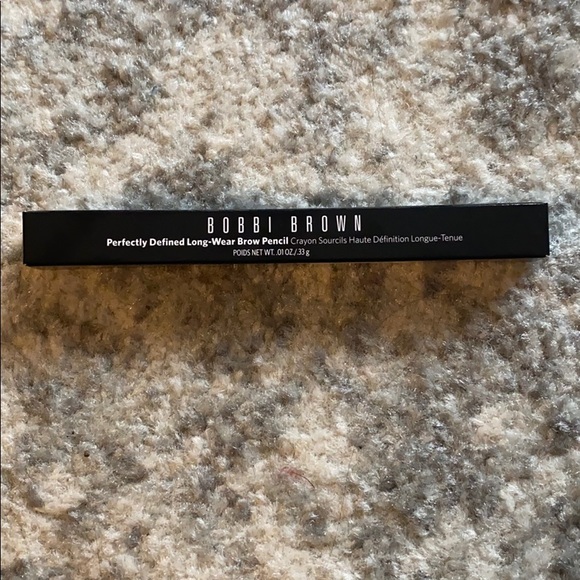 BOBBI BROWN
Perfectly Defined Long-Wear Brow Pencil Crayon Sourcils Haute Définition Longue-Tenue
POIDS NET WT. .01 OZ./.33 g